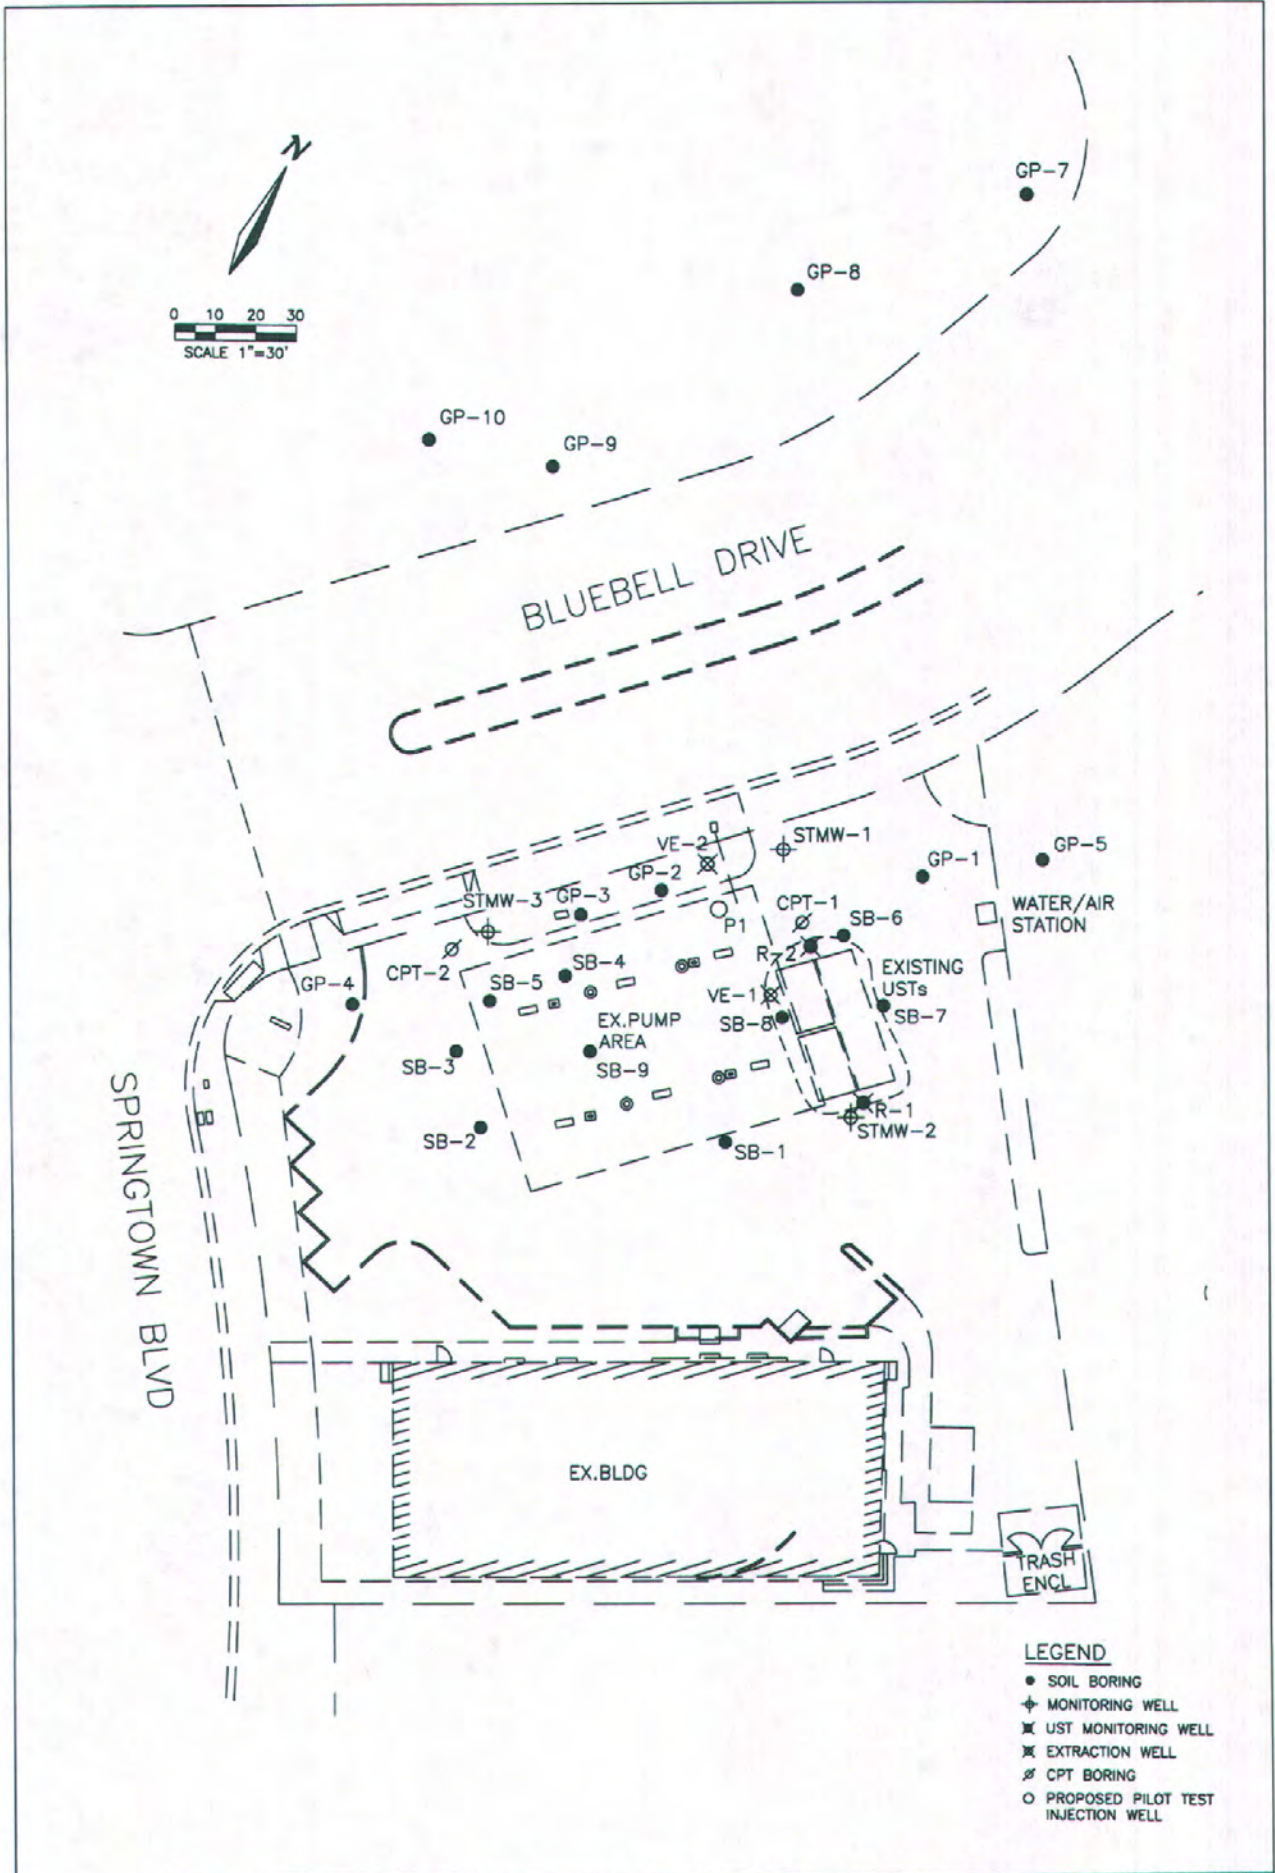 N
GP-7
GP-8
0 10 20 30
SCALE 1"=30'
GP-10
GP-9
BLUEBELL DRIVE
VE-2
STMW-1
GP-5
GP-1
GP-2
STMW-3
GP-3
CPT-1
P1
SB-6
WATER/AIR
STATION
R-2
CPT-2
SB-4
EXISTING
USTs
GP-4
SB-5
VE-1
SB-7
SB-8
EX.PUMP
AREA
SB-3
SB-9
SPRINGTOWN BLVD
R-1
STMW-2
SB-2
SB-1
EX.BLDG
TRASH
ENCL
LEGEND
SOIL BORING
MONITORING WELL
UST MONITORING WELL
EXTRACTION WELL
CPT BORING
PROPOSED PILOT TEST
INJECTION WELL